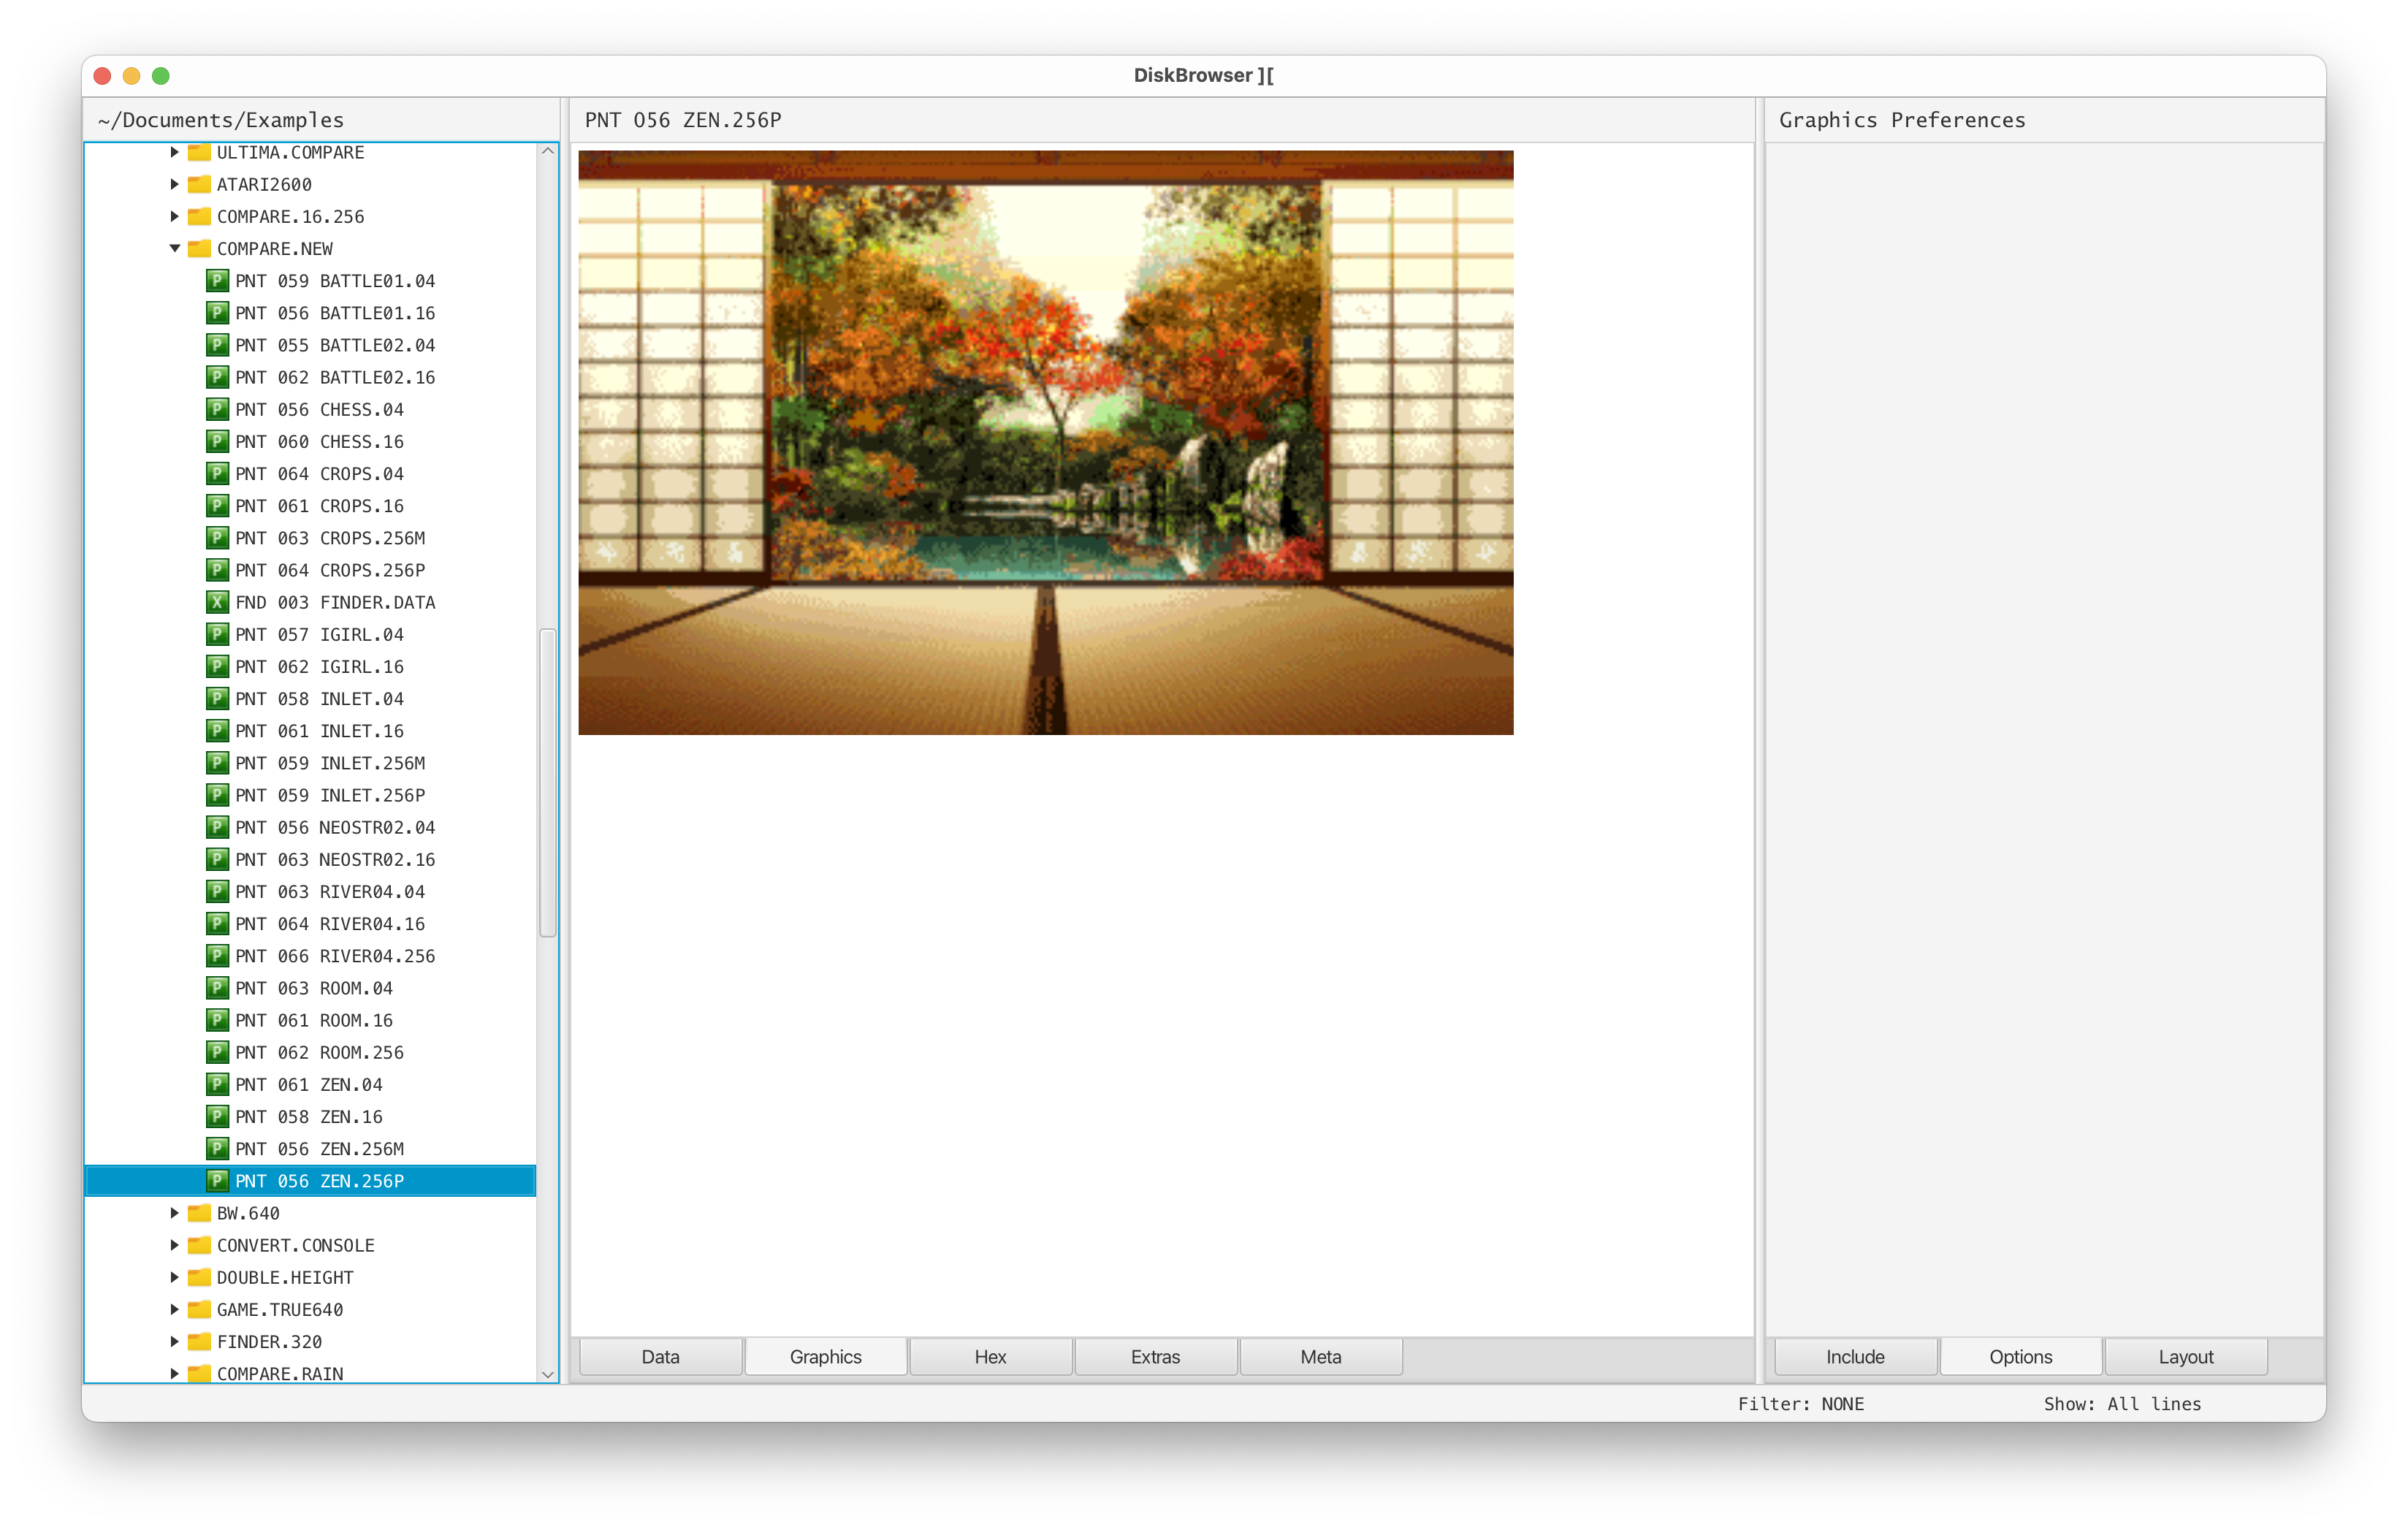 DiskBrowser ][
~/Documents/Examples
ULTIMA.COMPARE
ATARI2600
COMPARE.16.256
COMPARE.NEW
P PNT 059 BATTLE01.04
P PNT 056 BATTLE01.16
P PNT 055 BATTLE02.04
P PNT 062 BATTLE02.16
P PNT 056 CHESS.04
P PNT 060 CHESS.16
P PNT 064 CROPS.04
P PNT 061 CROPS.16
P PNT 063 CROPS.256M
P PNT 064 CROPS.256P
X FND 003 FINDER.DATA
P PNT 057 IGIRL.04
P PNT 062 IGIRL.16
P PNT 058 INLET.04
P PNT 061 INLET.16
P PNT 059 INLET.256M
P PNT 059 INLET.256P
P PNT 056 NEOSTR02.04
P PNT 063 NEOSTR02.16
P PNT 063 RIVER04.04
P PNT 064 RIVER04.16
P PNT 066 RIVER04.256
P PNT 063 ROOM.04
P PNT 061 ROOM.16
P PNT 062 ROOM.256
P PNT 061 ZEN.04
P PNT 058 ZEN.16
P PNT 056 ZEN.256M
P PNT 056 ZEN.256P
BW.640
CONVERT.CONSOLE
DOUBLE.HEIGHT
GAME.TRUE640
FINDER.320
COMPARE.RAIN
PNT 056 ZEN.256P
Data Graphics Hex Extras Meta
Graphics Preferences
Include Options Layout
Filter: NONE Show: All lines